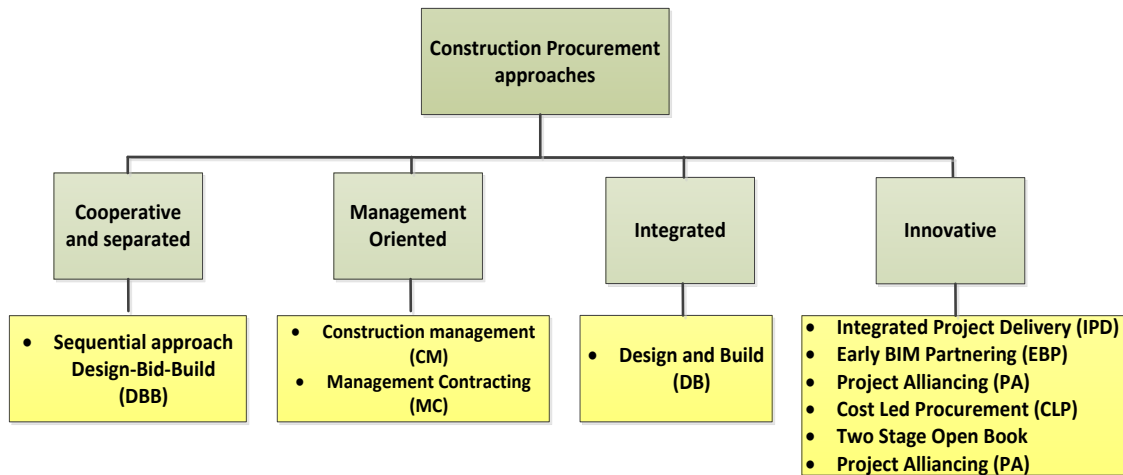 Construction Procurement
approaches
Cooperative
and separated
Management
Oriented
Integrated
Innovative
• Sequential approach
Design-Bid-Build
(DBB)
• Construction management
(CM)
• Management Contracting
(MC)
• Design and Build
(DB)
• Integrated Project Delivery (IPD)
• Early BIM Partnering (EBP)
• Project Alliancing (PA)
• Cost Led Procurement (CLP)
• Two Stage Open Book
• Project Alliancing (PA)